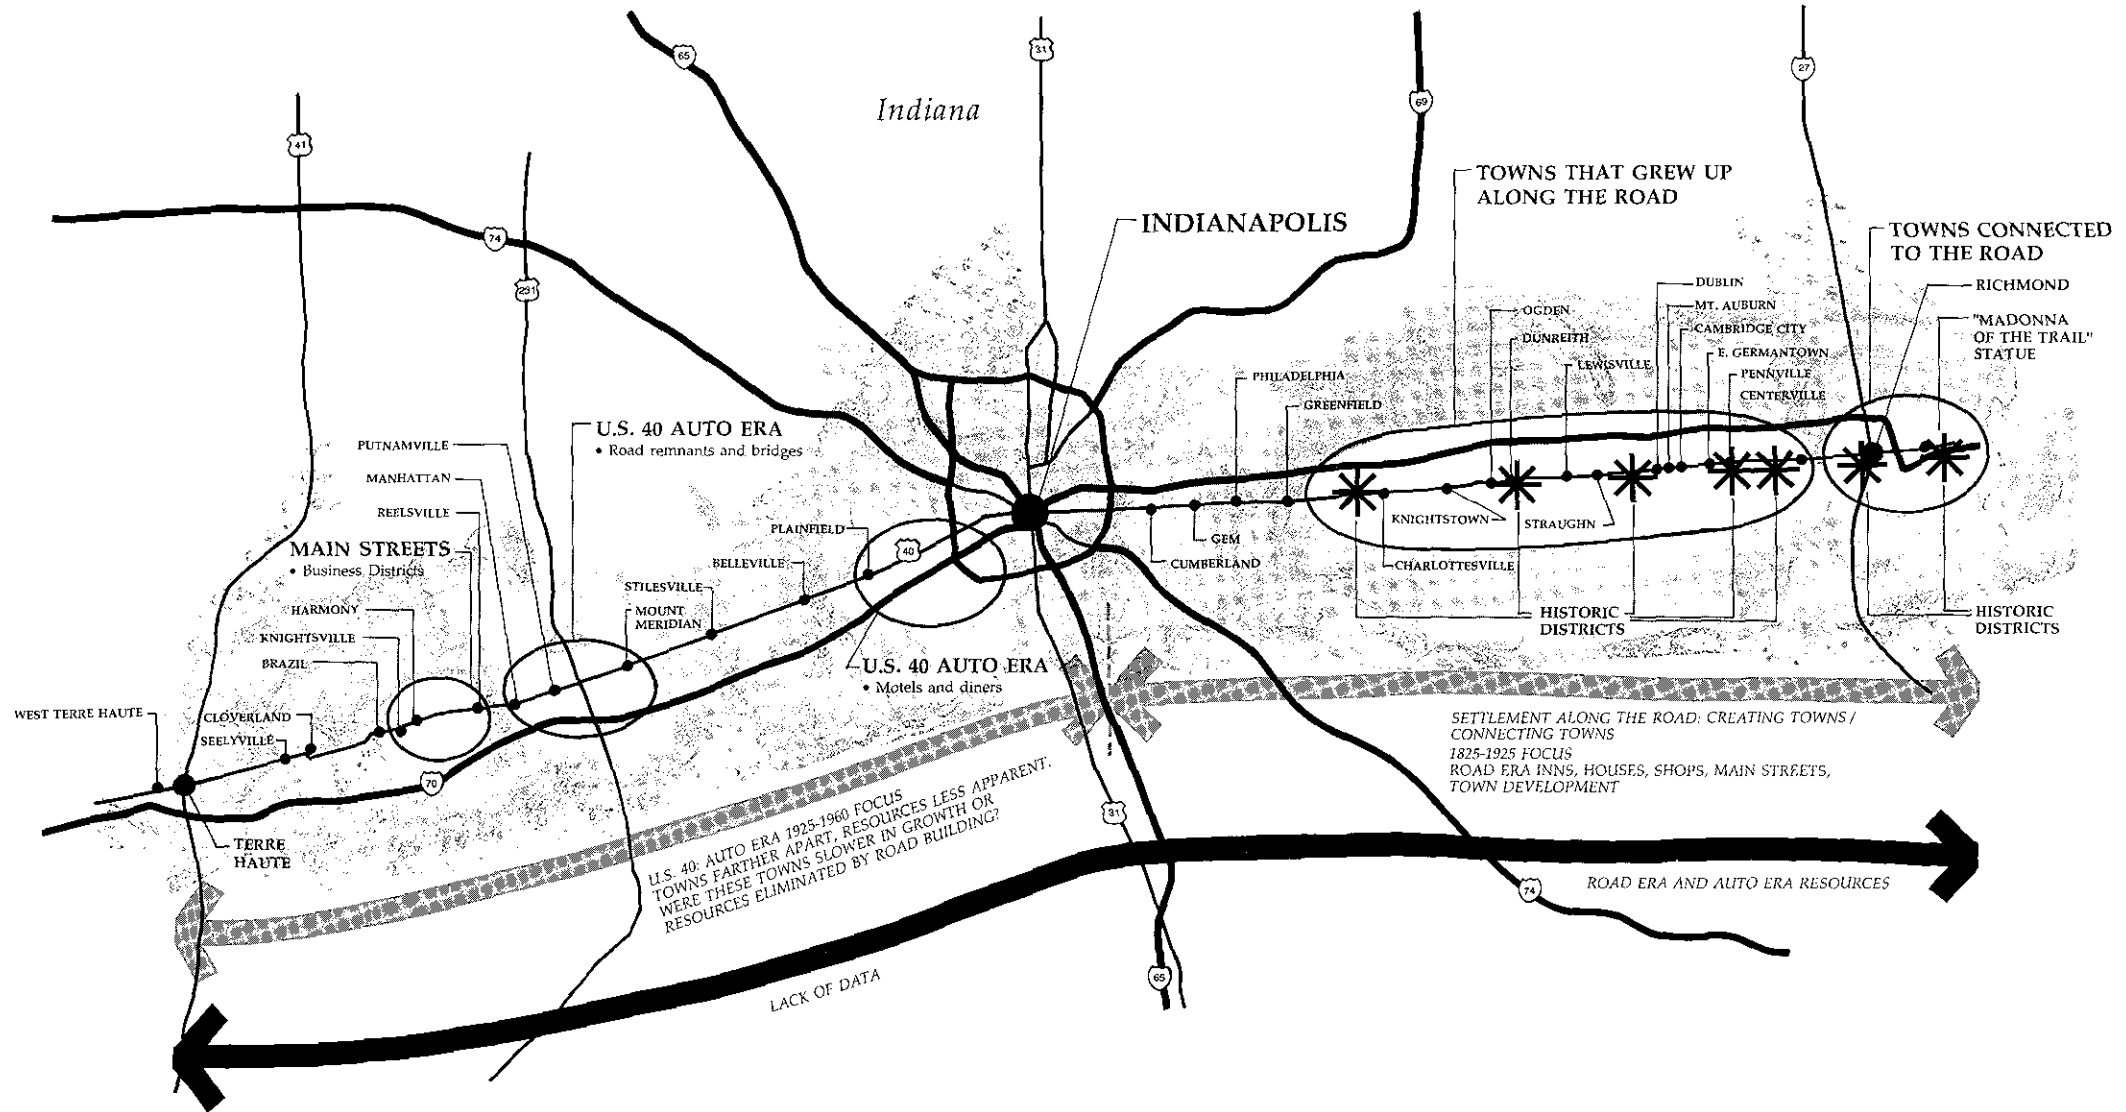 65
31
27
Indiana
69
41
TOWNS THAT GREW UP
ALONG THE ROAD
INDIANAPOLIS
TOWNS CONNECTED
TO THE ROAD
74
231
DUBLIN
RICHMOND
MT. AUBURN
OGDEN
"MADONNA
OF THE TRAIL"
STATUE
CAMBRIDGE CITY
DUNREITH
E. GERMANTOWN
LEWISVILLE
PENNVILLE
PHILADELPHIA
CENTERVILLE
GREENFIELD
U.S. 40 AUTO ERA
• Road remnants and bridges
PUTNAMVILLE
MANHATTAN
REELSVILLE
KNIGHTSTOWN
STRAUGHN
PLAINFIELD
GEM
MAIN STREETS
• Business Districts
40
BELLEVILLE
CUMBERLAND
CHARLOTTESVILLE
STILESVILLE
HARMONY
MOUNT
MERIDIAN
HISTORIC
DISTRICTS
HISTORIC
DISTRICTS
KNIGHTSVILLE
BRAZIL
U.S. 40 AUTO ERA
• Motels and diners
WEST TERRE HAUTE
CLOVERLAND
SEELYVILLE
SETTLEMENT ALONG THE ROAD: CREATING TOWNS /
CONNECTING TOWNS
1825-1925 FOCUS
ROAD ERA INNS, HOUSES, SHOPS, MAIN STREETS,
TOWN DEVELOPMENT
70
31
U.S. 40: AUTO ERA 1925-1960 FOCUS
TOWNS FARTHER APART, RESOURCES LESS APPARENT.
WERE THESE TOWNS SLOWER IN GROWTH OR
RESOURCES ELIMINATED BY ROAD BUILDING?
TERRE
HAUTE
ROAD ERA AND AUTO ERA RESOURCES
74
65
LACK OF DATA